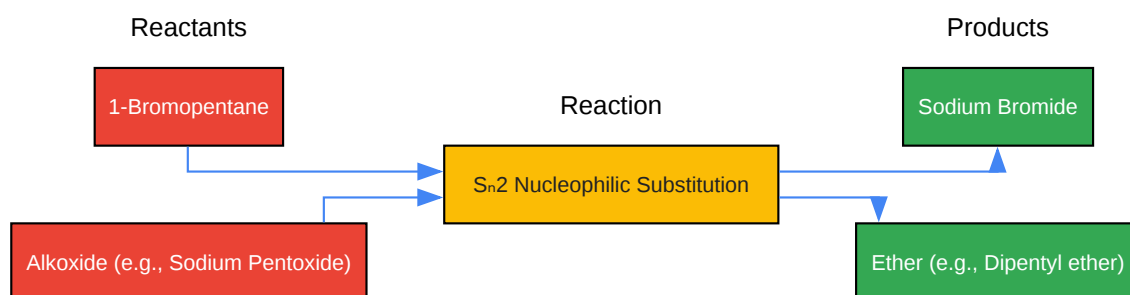 Reactants
Products
1-Bromopentane
Sodium Bromide
Reaction
Sₙ2 Nucleophilic Substitution
Alkoxide (e.g., Sodium Pentoxide)
Ether (e.g., Dipentyl ether)